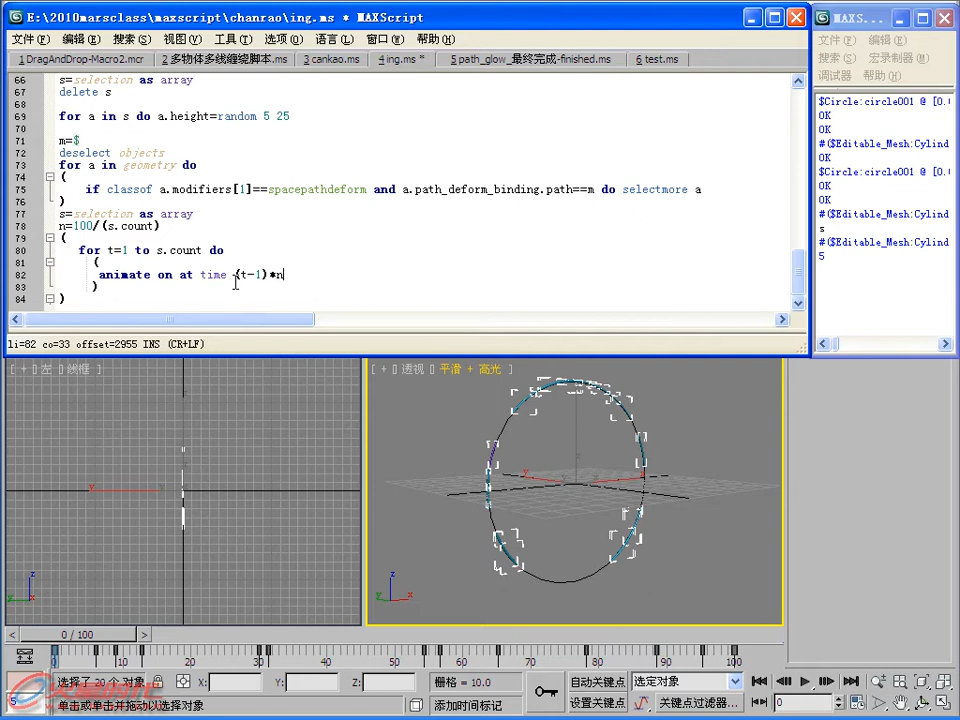 E:\2010marsclass\maxscript\chanrao\ing.ms * MAXScript
MAXS...
文件(F) 编辑(E) 搜索(S) 视图(V) 工具(T) 选项(O) 语言(L) 窗口(W) 帮助(H)
文件(F) 编辑(E)
搜索(S) 宏录制器(M)
调试器 帮助(H)
1 DragAndDrop-Macro2.mcr 2 多物体多线缠绕脚本.ms 3 cankao.ms 4 ing.ms * 5 path_glow_最终完成-finished.ms 6 test.ms
66 s=selection as array
67 delete s
68
69 for a in s do a.height=random 5 25
70
71 m=$
72 deselect objects
73 for a in geometry do
74 (
75 if classof a.modifiers[1]==spacepathdeform and a.path_deform_binding.path==m do selectmore a
76 )
77 s=selection as array
78 n=100/(s.count)
79 (
80 for t=1 to s.count do
81 (
82 animate on at time (t-1)*n
83 )
84 )
$Circle:circle001 @ [0.
OK
OK
#($Editable_Mesh:Cylind
OK
$Circle:circle001 @ [0.
OK
OK
#($Editable_Mesh:Cylind
s
#($Editable_Mesh:Cylind
5
li=82 co=33 offset=2955 INS (CR+LF)
[ + ] 左 [ 线框 ]
[ + ] 透视 [ 平滑 + 高光 ]
y
z
y
x
z
y
x
z
y
x
< 0 / 100 >
0 10 20 30 40 50 60 70 80 90 100
选择了 20 个对象 X: Y: Z: 栅格 = 10.0 自动关键点 选定对象
单击或单击并拖动以选择对象 添加时间标记 设置关键点 关键点过滤器... 0
火星时代